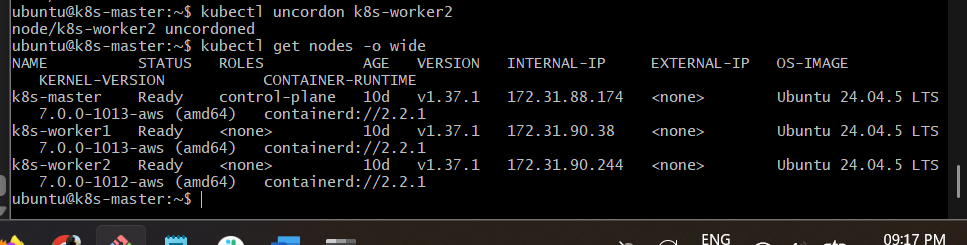 ubuntu@k8s-master:~$ kubectl uncordon k8s-worker2
node/k8s-worker2 uncordoned
ubuntu@k8s-master:~$ kubectl get nodes -o wide
NAME STATUS ROLES AGE VERSION INTERNAL-IP EXTERNAL-IP OS-IMAGE
KERNEL-VERSION CONTAINER-RUNTIME
k8s-master Ready control-plane 10d v1.37.1 172.31.88.174 <none> Ubuntu 24.04.5 LTS
7.0.0-1013-aws (amd64) containerd://2.2.1
k8s-worker1 Ready <none> 10d v1.37.1 172.31.90.38 <none> Ubuntu 24.04.5 LTS
7.0.0-1013-aws (amd64) containerd://2.2.1
k8s-worker2 Ready <none> 10d v1.37.1 172.31.90.244 <none> Ubuntu 24.04.5 LTS
7.0.0-1012-aws (amd64) containerd://2.2.1
ubuntu@k8s-master:~$
ENG 09:17 PM